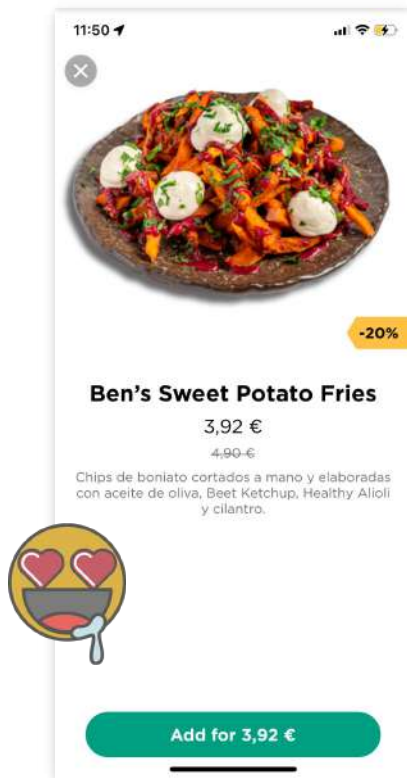 11:50
-20%
Ben's Sweet Potato Fries
3,92 €
4,90 €
Chips de boniato cortados a mano y elaboradas
con aceite de oliva, Beet Ketchup, Healthy Alioli
y cilantro.
Add for 3,92 €